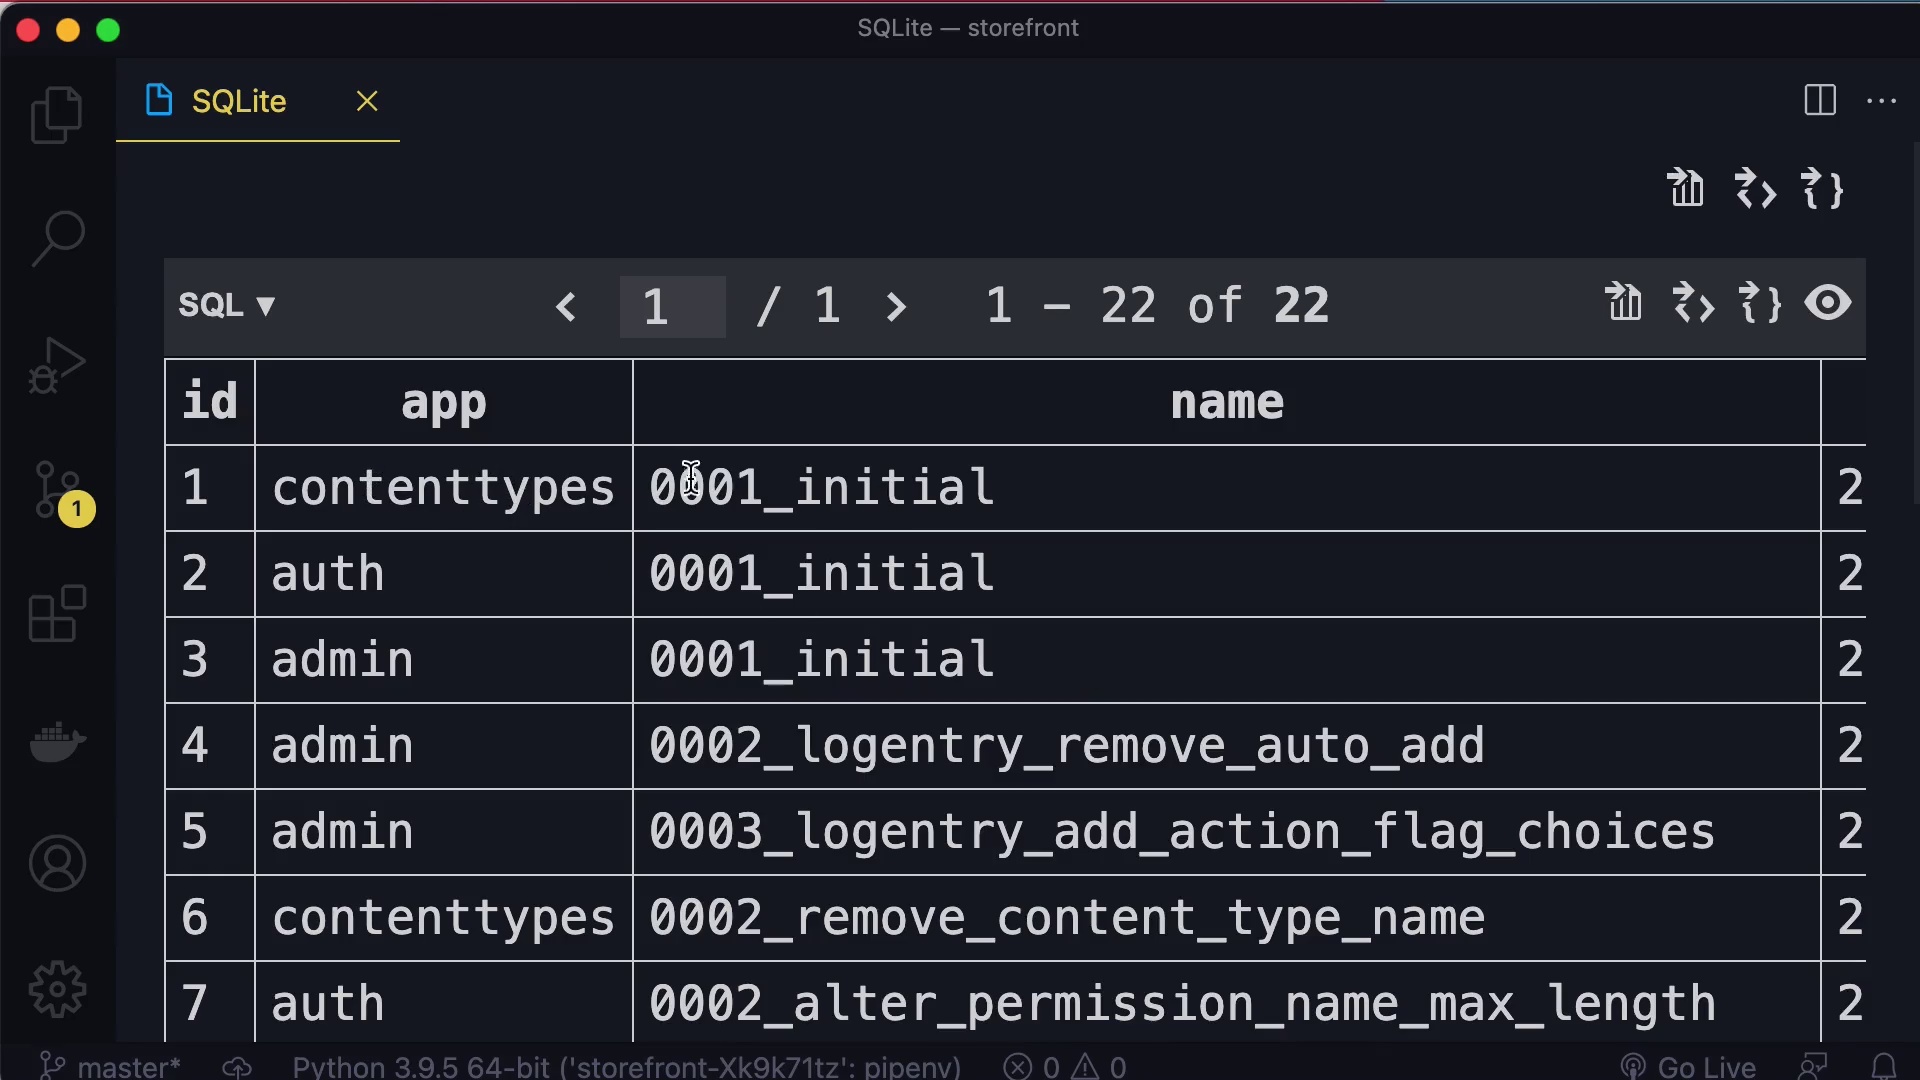 SQLite — storefront
SQLite
SQL ▼ 1 / 1 1 – 22 of 22
id app name
1 contenttypes 0001_initial 2
2 auth 0001_initial 2
3 admin 0001_initial 2
4 admin 0002_logentry_remove_auto_add 2
5 admin 0003_logentry_add_action_flag_choices 2
6 contenttypes 0002_remove_content_type_name 2
7 auth 0002_alter_permission_name_max_length 2
1
master* Python 3.9.5 64-bit ('storefront-Xk9k71tz': pipenv) 0 0 Go Live